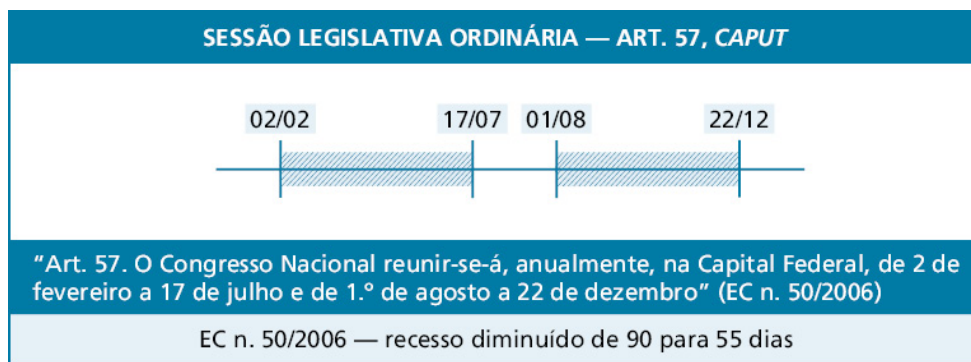 SESSÃO LEGISLATIVA ORDINÁRIA — ART. 57, CAPUT
02/02 17/07 01/08 22/12
“Art. 57. O Congresso Nacional reunir-se-á, anualmente, na Capital Federal, de 2 de
fevereiro a 17 de julho e de 1.º de agosto a 22 de dezembro” (EC n. 50/2006)
EC n. 50/2006 — recesso diminuído de 90 para 55 dias